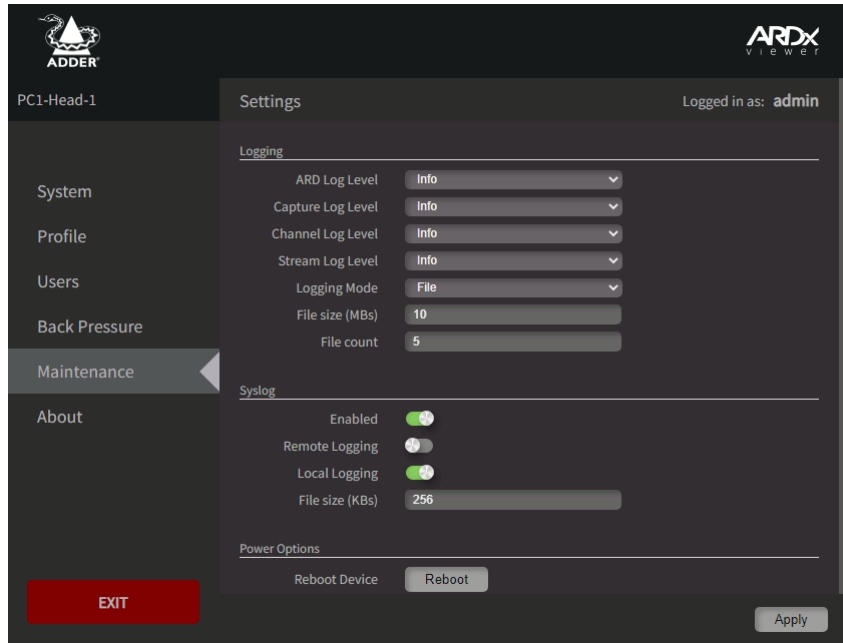 ADDER®
ARDx
viewer
PC1-Head-1
Settings
Logged in as: admin
System
Profile
Users
Back Pressure
Maintenance
About
EXIT
Logging
ARD Log Level Info
Capture Log Level Info
Channel Log Level Info
Stream Log Level Info
Logging Mode File
File size (MBs) 10
File count 5
Syslog
Enabled
Remote Logging
Local Logging
File size (KBs) 256
Power Options
Reboot Device Reboot
Apply